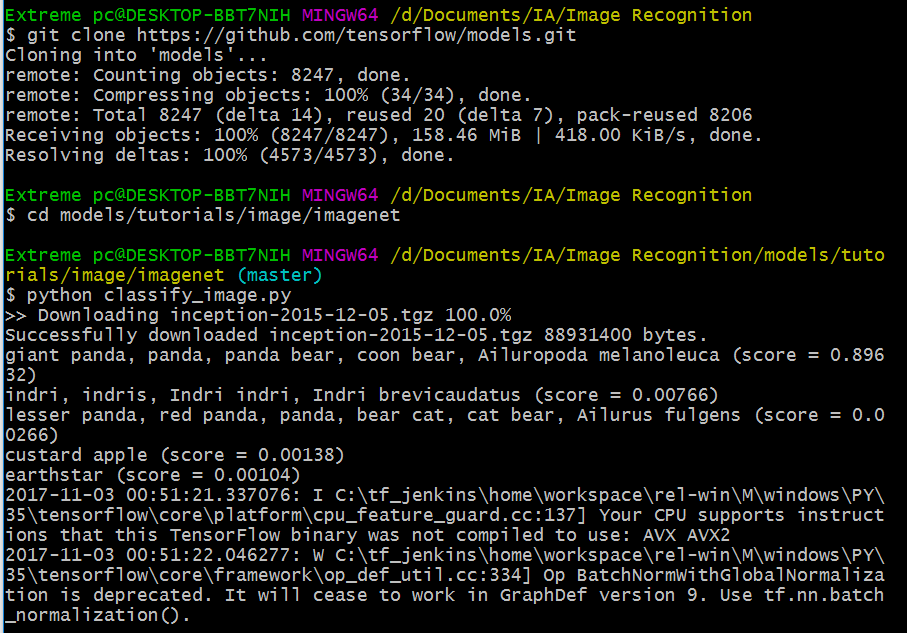 Extreme pc@DESKTOP-BBT7NIH MINGW64 /d/Documents/IA/Image Recognition
$ git clone https://github.com/tensorflow/models.git
Cloning into 'models'...
remote: Counting objects: 8247, done.
remote: Compressing objects: 100% (34/34), done.
remote: Total 8247 (delta 14), reused 20 (delta 7), pack-reused 8206
Receiving objects: 100% (8247/8247), 158.46 MiB | 418.00 KiB/s, done.
Resolving deltas: 100% (4573/4573), done.
Extreme pc@DESKTOP-BBT7NIH MINGW64 /d/Documents/IA/Image Recognition
$ cd models/tutorials/image/imagenet
Extreme pc@DESKTOP-BBT7NIH MINGW64 /d/Documents/IA/Image Recognition/models/tuto
rials/image/imagenet (master)
$ python classify_image.py
>> Downloading inception-2015-12-05.tgz 100.0%
Successfully downloaded inception-2015-12-05.tgz 88931400 bytes.
giant panda, panda, panda bear, coon bear, Ailuropoda melanoleuca (score = 0.896
32)
indri, indris, Indri indri, Indri brevicaudatus (score = 0.00766)
lesser panda, red panda, panda, bear cat, cat bear, Ailurus fulgens (score = 0.0
0266)
custard apple (score = 0.00138)
earthstar (score = 0.00104)
2017-11-03 00:51:21.337076: I C:\tf_jenkins\home\workspace\rel-win\M\windows\PY\
35\tensorflow\core\platform\cpu_feature_guard.cc:137] Your CPU supports instruct
ions that this TensorFlow binary was not compiled to use: AVX AVX2
2017-11-03 00:51:22.046277: W C:\tf_jenkins\home\workspace\rel-win\M\windows\PY\
35\tensorflow\core\framework\op_def_util.cc:334] Op BatchNormWithGlobalNormaliza
tion is deprecated. It will cease to work in GraphDef version 9. Use tf.nn.batch
_normalization().